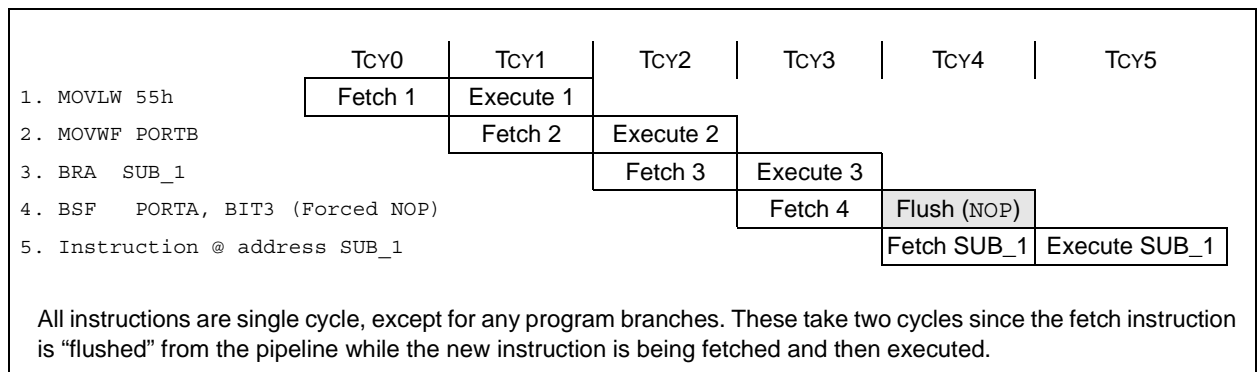 TCY0 TCY1 TCY2 TCY3 TCY4 TCY5
1. MOVLW 55h Fetch 1 Execute 1
2. MOVWF PORTB Fetch 2 Execute 2
3. BRA SUB_1 Fetch 3 Execute 3
4. BSF PORTA, BIT3 (Forced NOP) Fetch 4 Flush (NOP)
5. Instruction @ address SUB_1 Fetch SUB_1 Execute SUB_1
All instructions are single cycle, except for any program branches. These take two cycles since the fetch instruction
is “flushed” from the pipeline while the new instruction is being fetched and then executed.